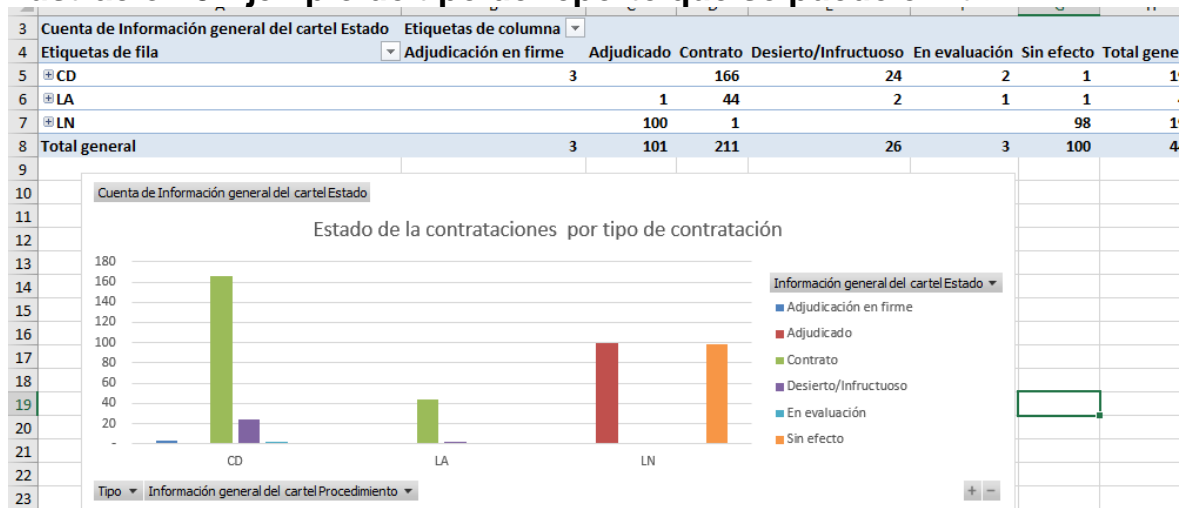 3 Cuenta de Información general del cartel Estado Etiquetas de columna
4 Etiquetas de fila Adjudicación en firme Adjudicado Contrato Desierto/Infructuoso En evaluación Sin efecto Total gene
5 CD 3 166 24 2 1
6 LA 1 44 2 1 1
7 LN 100 1 98
8 Total general 3 101 211 26 3 100
9
10 Cuenta de Información general del cartel Estado
11
12
13
14
15
16
17
18
19
20
21
22
23
Estado de la contrataciones por tipo de contratación
180
160
140
120
100
80
60
40
20
-
CD LA LN
Información general del cartel Estado
Adjudicación en firme
Adjudicado
Contrato
Desierto/Infructuoso
En evaluación
Sin efecto
Tipo Información general del cartel Procedimiento + -